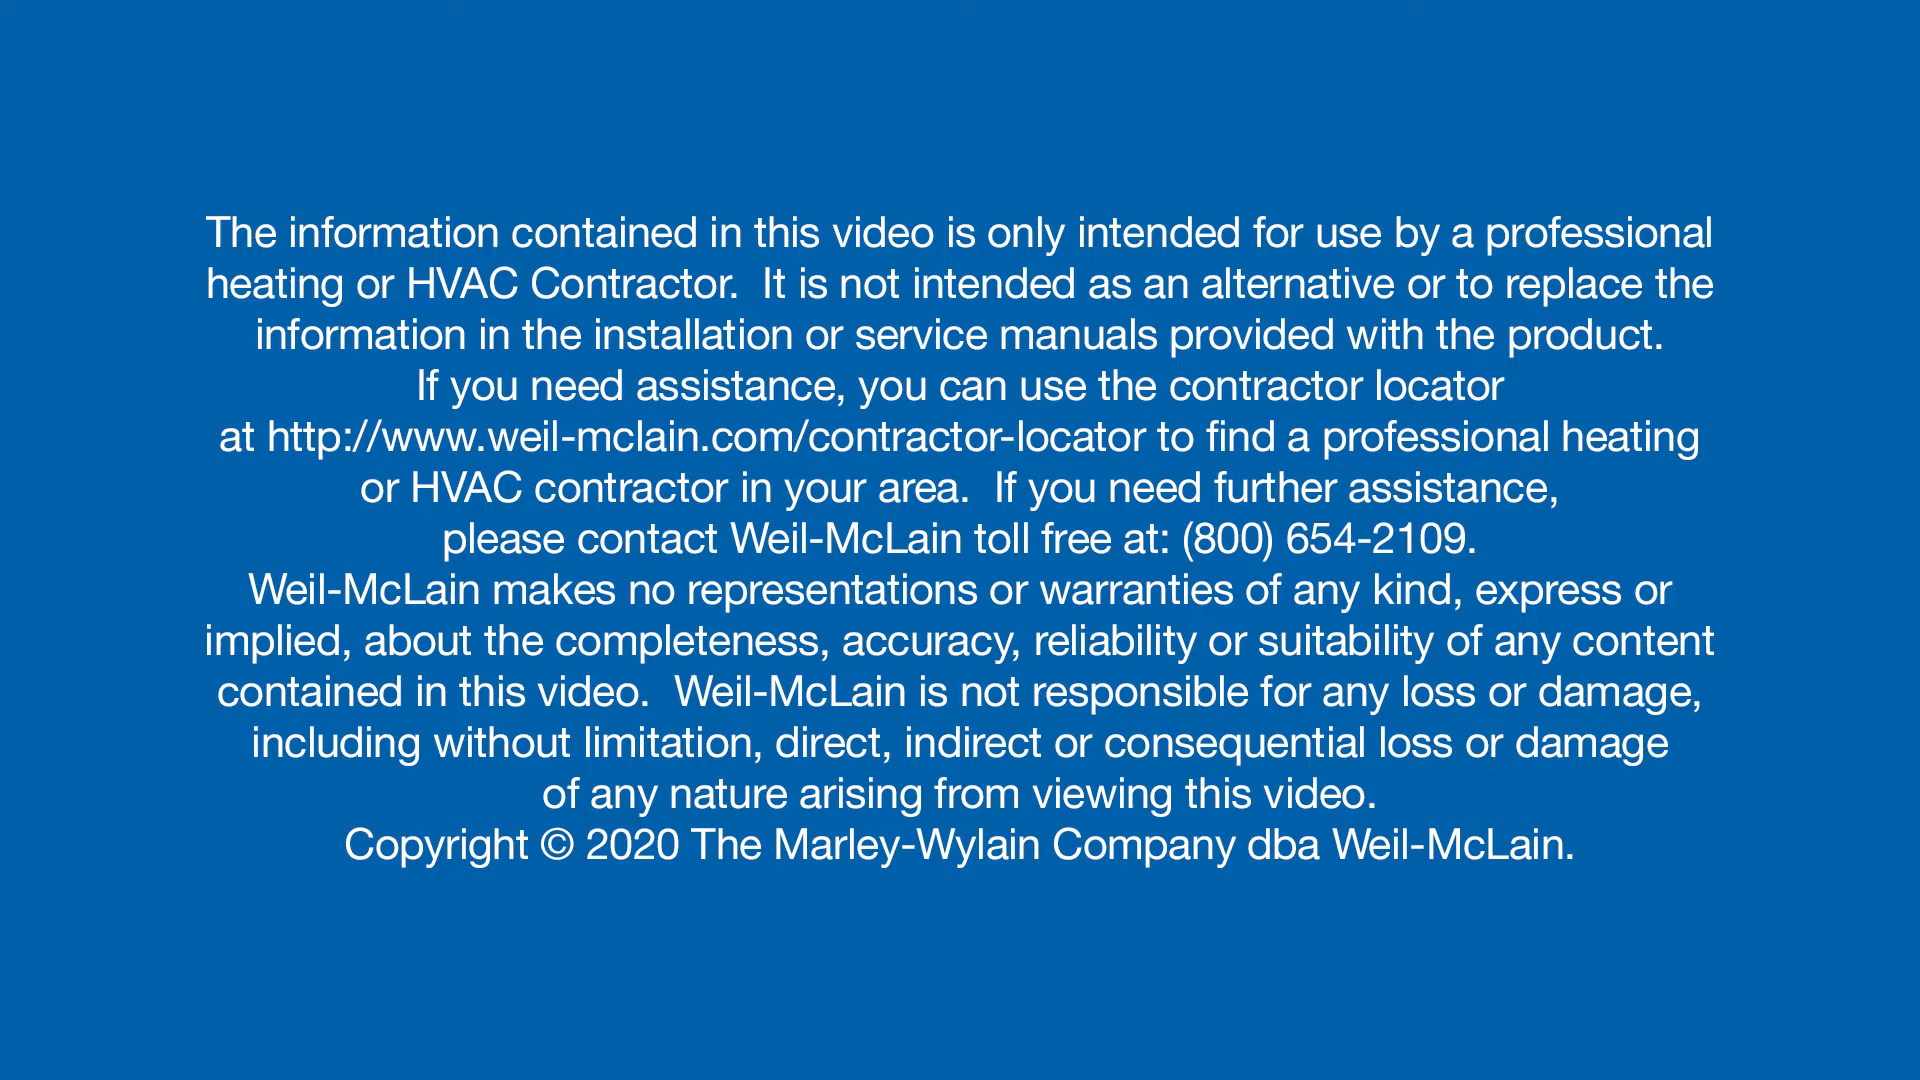 The information contained in this video is only intended for use by a professional
heating or HVAC Contractor.  It is not intended as an alternative or to replace the
information in the installation or service manuals provided with the product.
If you need assistance, you can use the contractor locator
at http://www.weil-mclain.com/contractor-locator to find a professional heating
or HVAC contractor in your area.  If you need further assistance,
please contact Weil-McLain toll free at: (800) 654-2109.
Weil-McLain makes no representations or warranties of any kind, express or
implied, about the completeness, accuracy, reliability or suitability of any content
contained in this video.  Weil-McLain is not responsible for any loss or damage,
including without limitation, direct, indirect or consequential loss or damage
of any nature arising from viewing this video.
Copyright © 2020 The Marley-Wylain Company dba Weil-McLain.